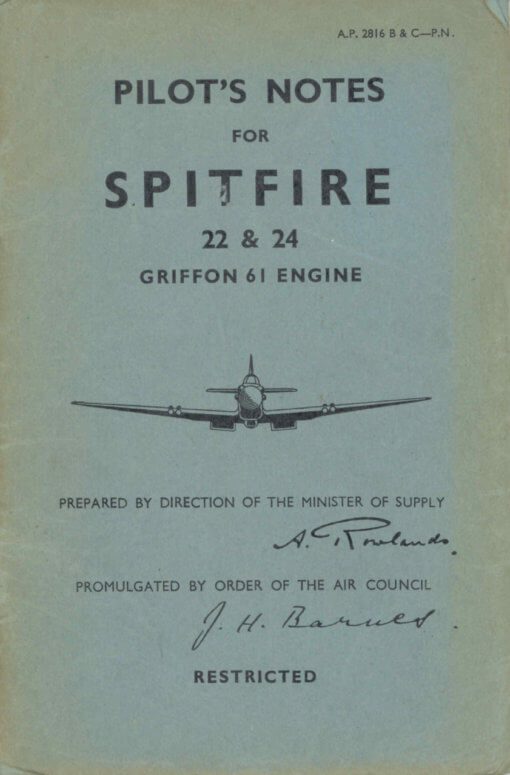 A.P. 2816 B & C—P.N.
PILOT'S NOTES
FOR
SPITFIRE
22 & 24
GRIFFON 61 ENGINE
PREPARED BY DIRECTION OF THE MINISTER OF SUPPLY
A. Rowlands.
PROMULGATED BY ORDER OF THE AIR COUNCIL
J. H. Barnes.
RESTRICTED